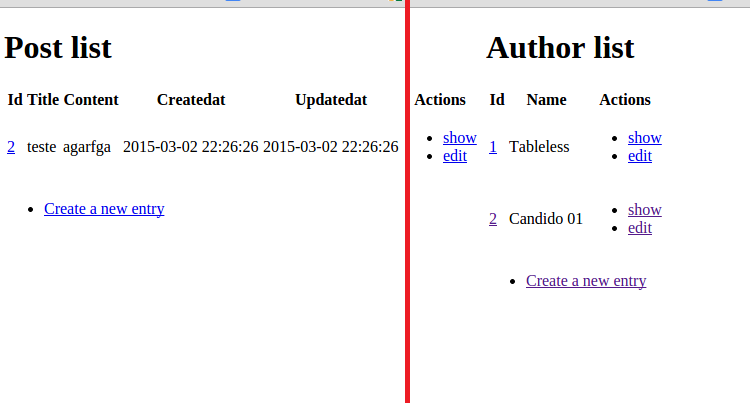 Post list
Id Title Content Createdat Updatedat Actions
2 teste agarfga 2015-03-02 22:26:26 2015-03-02 22:26:26
show
edit
Create a new entry
Author list
Id Name Actions
1 Tableless
show
edit
2 Candido 01
show
edit
Create a new entry